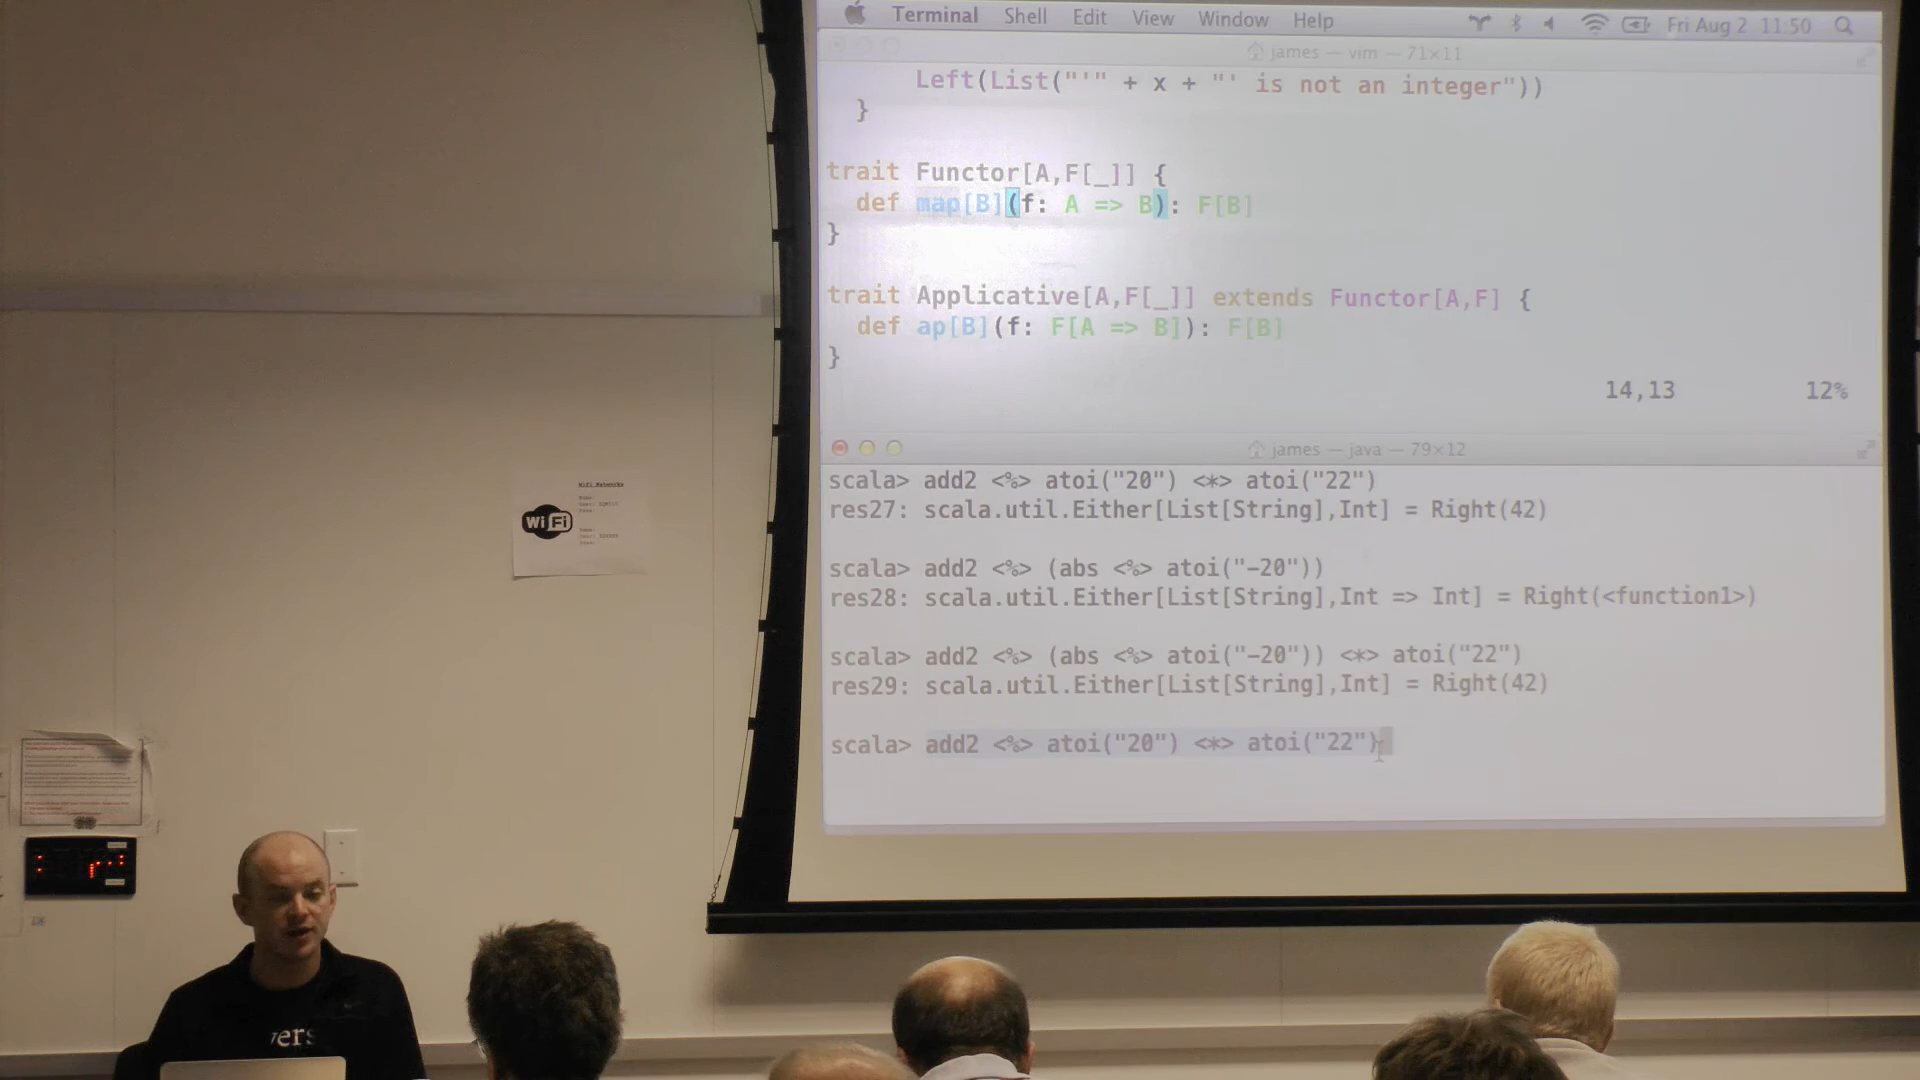 Terminal Shell Edit View Window Help Fri Aug 2 11:50
james — vim — 71×11
Left(List("'" + x + "' is not an integer"))
}
trait Functor[A,F[_]] {
def map[B](f: A => B): F[B]
}
trait Applicative[A,F[_]] extends Functor[A,F] {
def ap[B](f: F[A => B]): F[B]
}
14,13 12%
james — java — 79×12
scala> add2 <%> atoi("20") <*> atoi("22")
res27: scala.util.Either[List[String],Int] = Right(42)
scala> add2 <%> (abs <%> atoi("-20"))
res28: scala.util.Either[List[String],Int => Int] = Right(<function1>)
scala> add2 <%> (abs <%> atoi("-20")) <*> atoi("22")
res29: scala.util.Either[List[String],Int] = Right(42)
scala> add2 <%> atoi("20") <*> atoi("22")
WiFi Networks
WiFi
vers